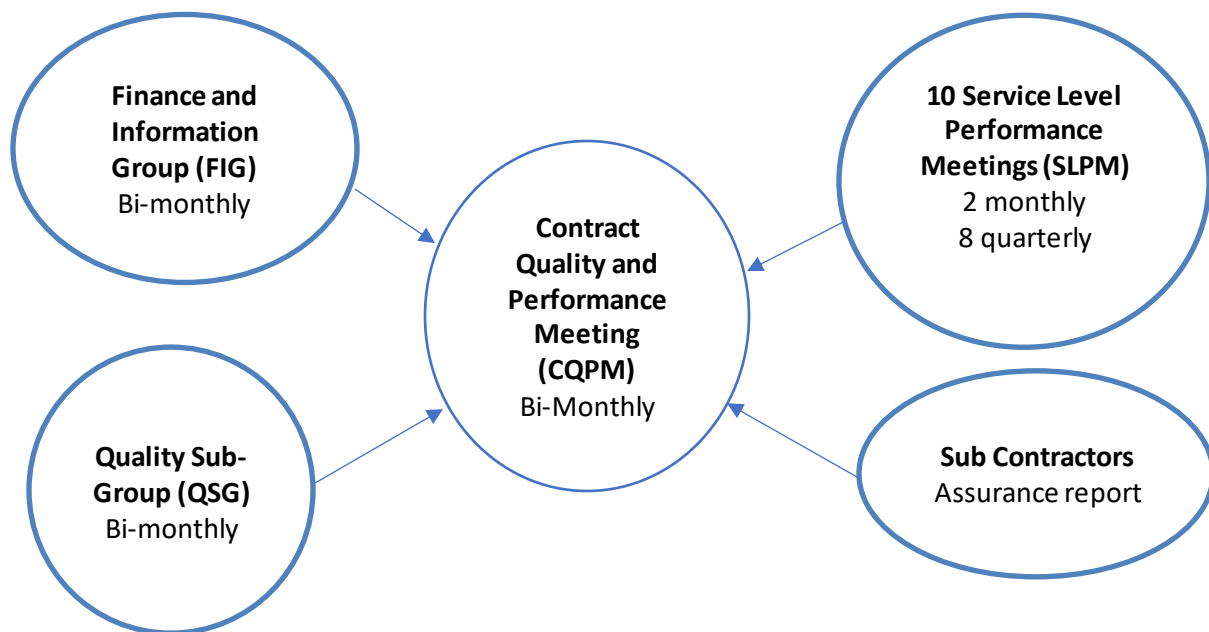 Finance and
Information
Group (FIG)
Bi-monthly
10 Service Level
Performance
Meetings (SLPM)
2 monthly
8 quarterly
Contract
Quality and
Performance
Meeting
(CQPM)
Bi-Monthly
Quality Sub-
Group (QSG)
Bi-monthly
Sub Contractors
Assurance report